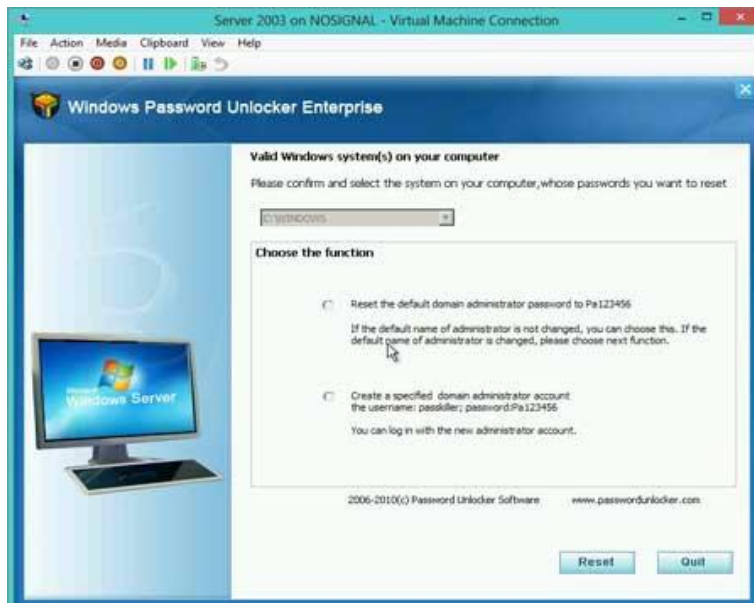 Server 2003 on NOSIGNAL - Virtual Machine Connection
File Action Media Clipboard View Help
Windows Password Unlocker Enterprise
Valid Windows system(s) on your computer
Please confirm and select the system on your computer,whose passwords you want to reset
C:\WINDOWS
Choose the function
Reset the default domain administrator password to Pa123456
If the default name of administrator is not changed, you can choose this. If the
default name of administrator is changed, please choose next function.
Create a specified domain administrator account
the username: passkiller; password:Pa123456
You can log in with the new administrator account.
Windows Server
2006-2010(c) Password Unlocker Software www.passwordunlocker.com
Reset Quit